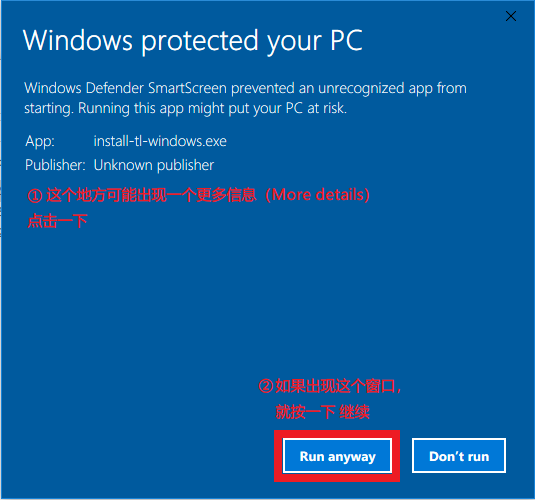 Windows protected your PC
Windows Defender SmartScreen prevented an unrecognized app from
starting. Running this app might put your PC at risk.
App: install-tl-windows.exe
Publisher: Unknown publisher
① 这个地方可能出现一个更多信息（More details）
点击一下
②如果出现这个窗口，
就按一下 继续
Run anyway Don't run